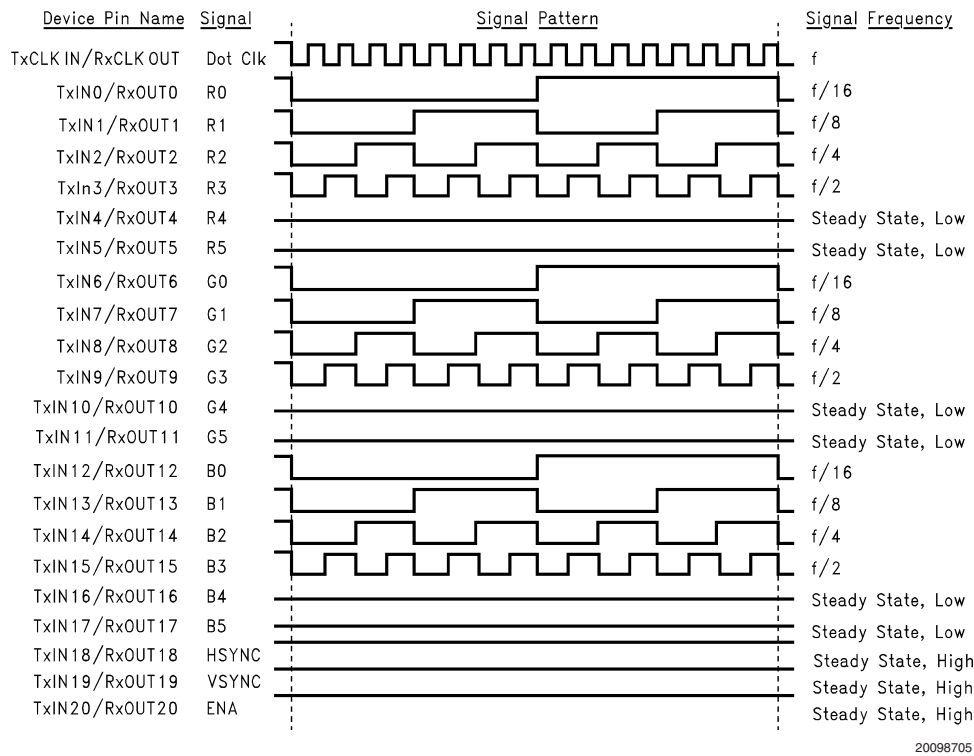 Device Pin Name Signal Signal Pattern Signal Frequency
TxCLK IN/RxCLK OUT Dot Clk f
TxIN0/RxOUT0 R0 f/16
TxIN1/RxOUT1 R1 f/8
TxIN2/RxOUT2 R2 f/4
TxIn3/RxOUT3 R3 f/2
TxIN4/RxOUT4 R4 Steady State, Low
TxIN5/RxOUT5 R5 Steady State, Low
TxIN6/RxOUT6 G0 f/16
TxIN7/RxOUT7 G1 f/8
TxIN8/RxOUT8 G2 f/4
TxIN9/RxOUT9 G3 f/2
TxIN10/RxOUT10 G4 Steady State, Low
TxIN11/RxOUT11 G5 Steady State, Low
TxIN12/RxOUT12 B0 f/16
TxIN13/RxOUT13 B1 f/8
TxIN14/RxOUT14 B2 f/4
TxIN15/RxOUT15 B3 f/2
TxIN16/RxOUT16 B4 Steady State, Low
TxIN17/RxOUT17 B5 Steady State, Low
TxIN18/RxOUT18 HSYNC Steady State, High
TxIN19/RxOUT19 VSYNC Steady State, High
TxIN20/RxOUT20 ENA Steady State, High
20098705